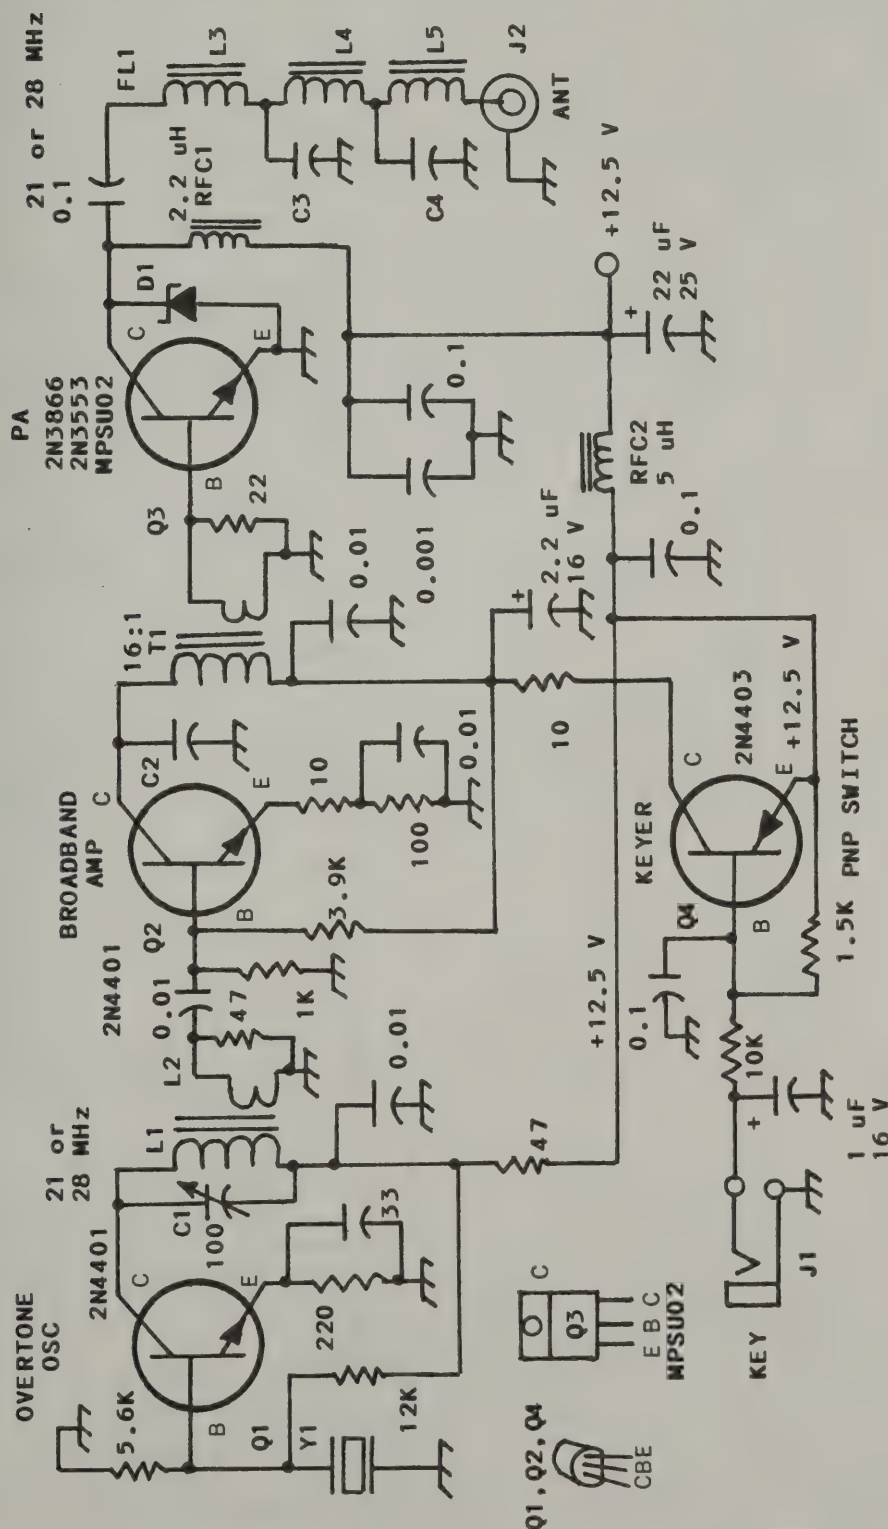 OVERTONE
OSC
5.6K
2N4401
C
B
E
Q1
Y1
12K
220
33
C1
100
21 or
28 MHz
L1
L2
47
0.01
0.01
1K
47
2N4401
BROADBAND
AMP
Q2
C
B
E
3.9K
C2
10
100
0.01
16:1
T1
0.01
22
Q3
PA
2N3866
2N3553
MPSU02
C
B
E
D1
2.2 uH
RFC1
21 or 28 MHz
0.1
FL1
L3
L4
L5
C3
C4
J2
ANT
0.001
0.1
+12.5 V
22 uF
25 V
+
RFC2
5 uH
0.1
2.2 uF
16 V
+
10
+12.5 V
KEYER
Q4
C
B
E
2N4403
+12.5 V
PNP SWITCH
1.5K
0.1
10K
+
1 uF
16 V
J1
KEY
Q1,Q2,Q4
CBE
C
Q3
E B C
MPSU02